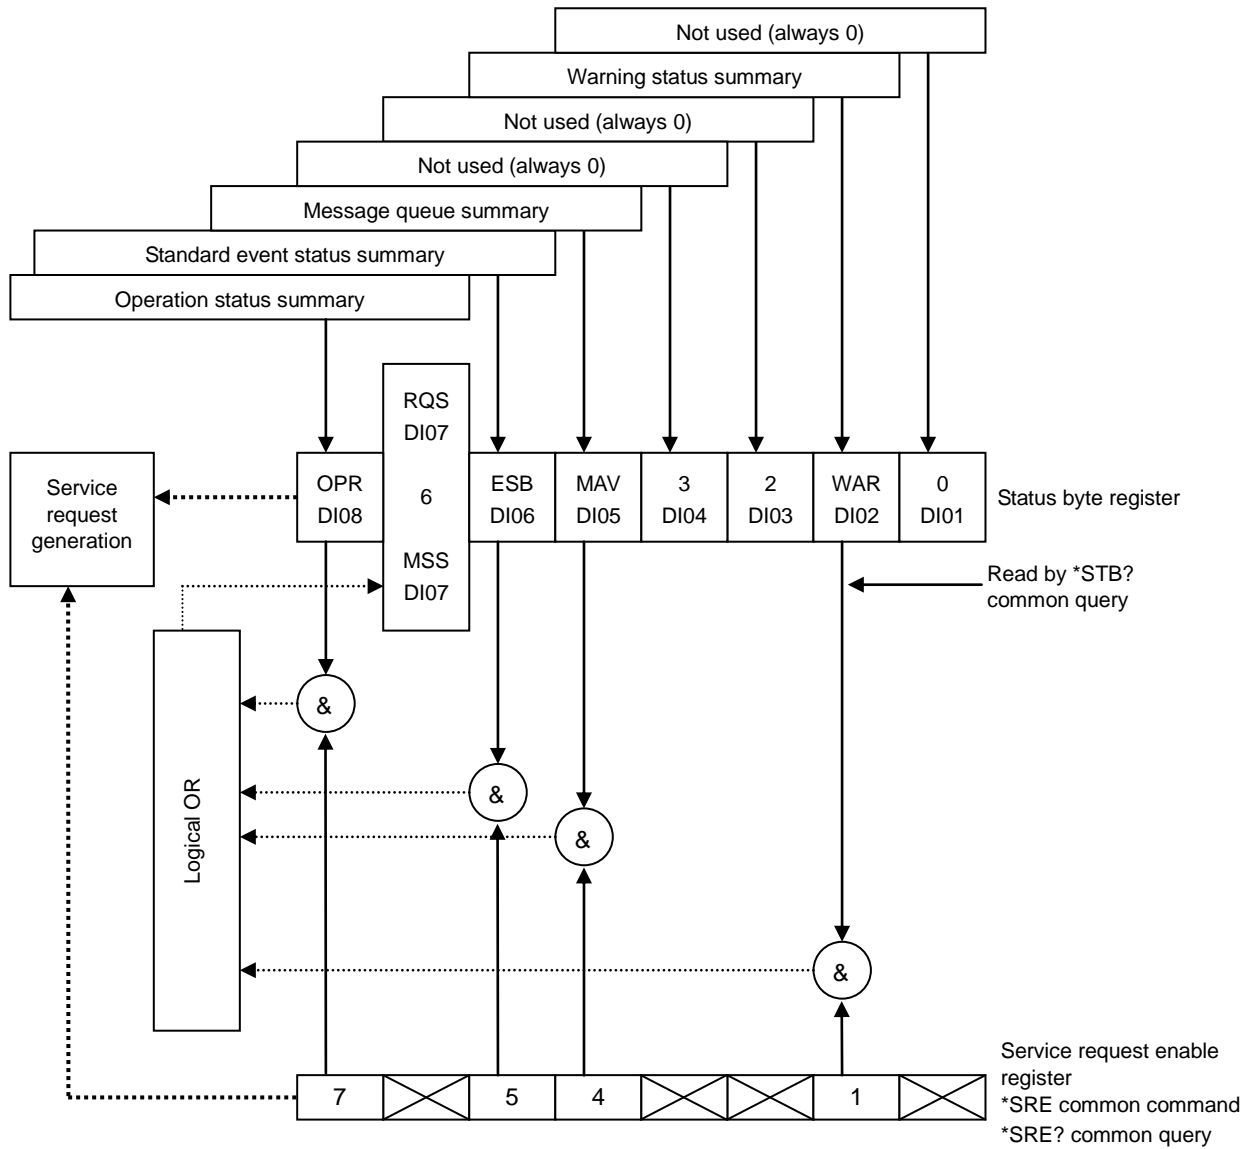 Not used (always 0)
Warning status summary
Not used (always 0)
Not used (always 0)
Message queue summary
Standard event status summary
Operation status summary
RQS
DI07
6
MSS
DI07
Service
request
generation
OPR
DI08
ESB
DI06
MAV
DI05
3
DI04
2
DI03
WAR
DI02
0
DI01
Status byte register
Read by *STB?
common query
&
&
&
&
Logical OR
7
5
4
1
Service request enable
register
*SRE common command
*SRE? common query